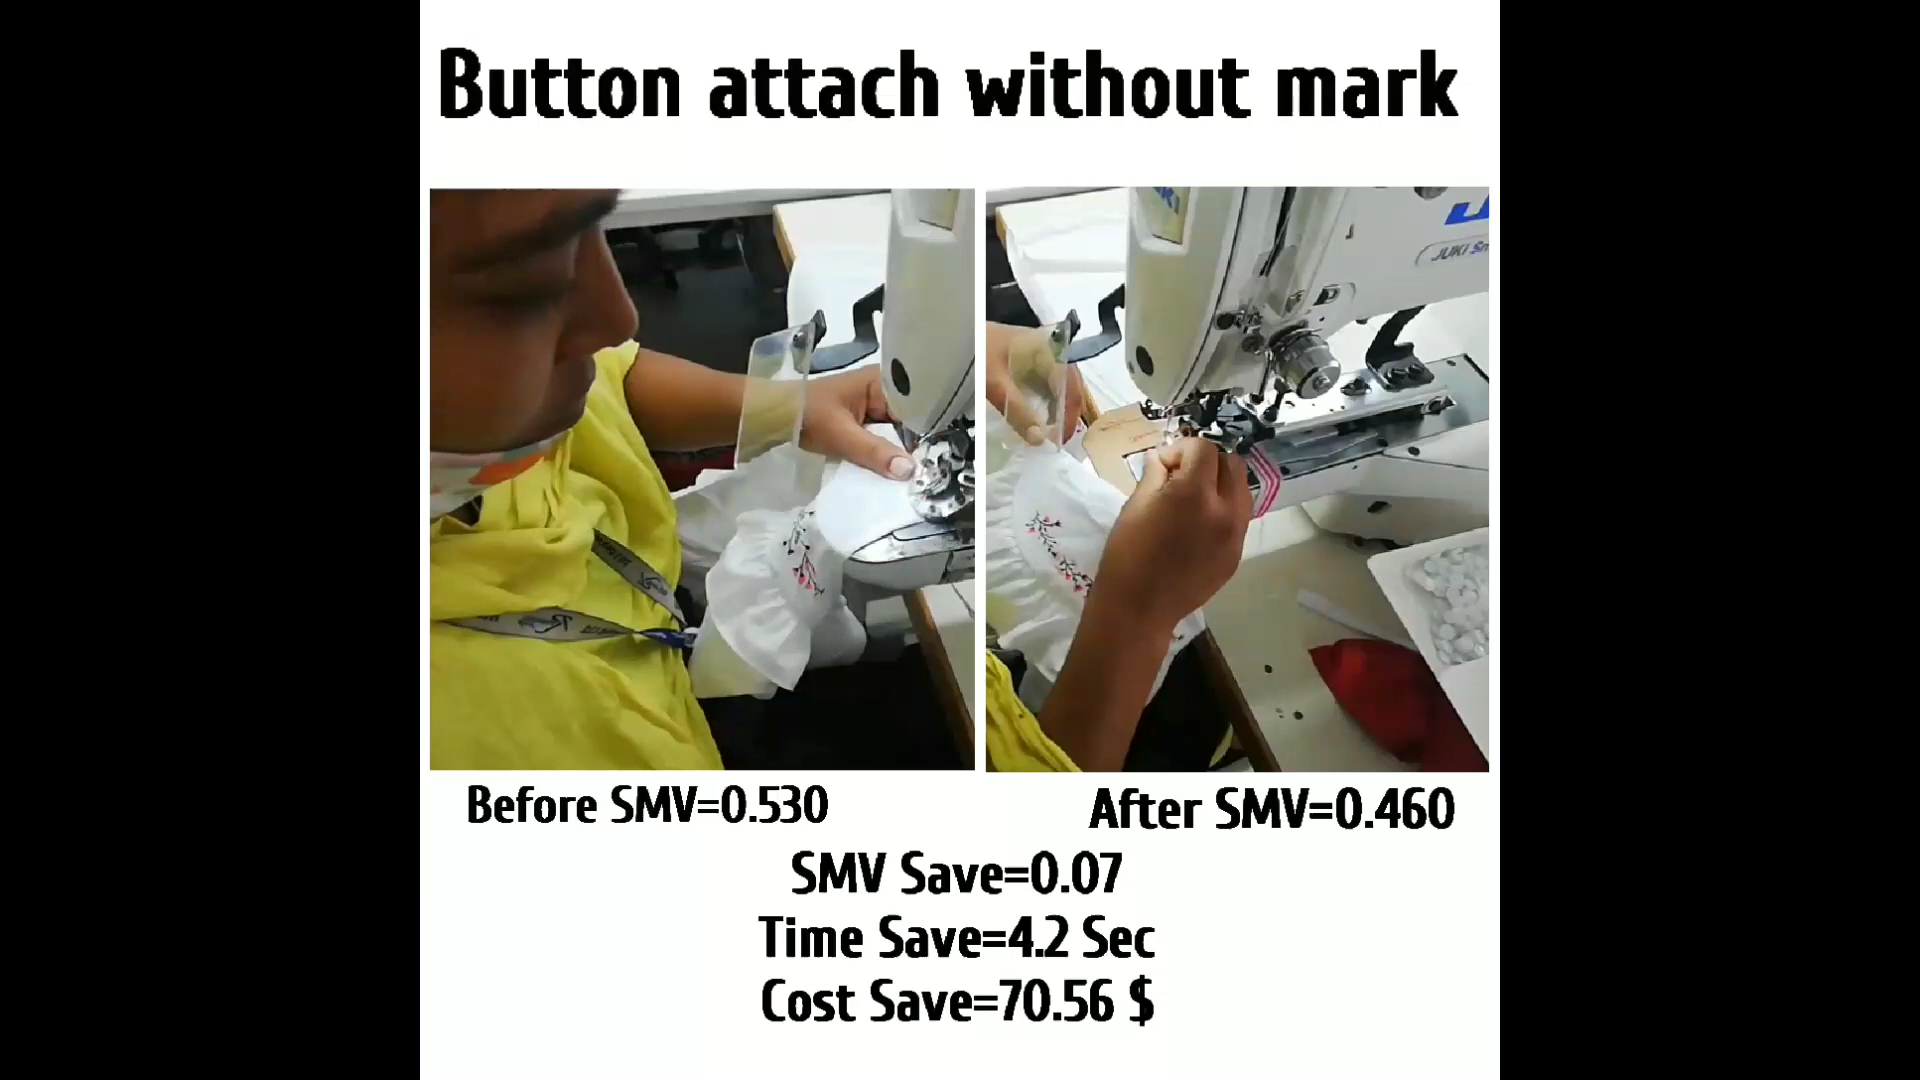 Button attach without mark
JUKI
Before SMV=0.530
After SMV=0.460
SMV Save=0.07
Time Save=4.2 Sec
Cost Save=70.56 $